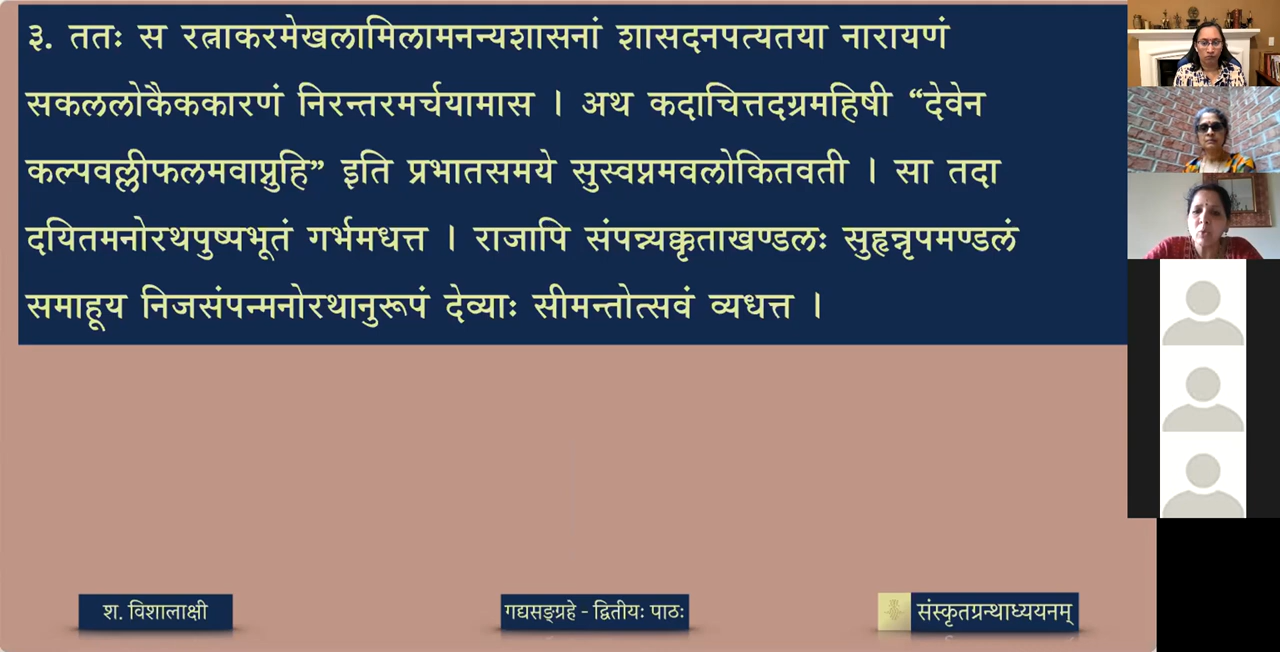 ३. ततः स रत्नाकरमेखलामिलामनन्यशासनां शासदनपत्यतया नारायणं
सकललोकैककारणं निरन्तरमर्चयामास । अथ कदाचित्तदग्रमहिषी “देवेन
कल्पवल्लीफलमवाप्नुहि” इति प्रभातसमये सुस्वप्नमवलोकितवती । सा तदा
दयितमनोरथपुष्पभूतं गर्भमधत्त । राजापि संपन्न्यक्कृताखण्डलः सुहृन्नृपमण्डलं
समाहूय निजसंपन्मनोरथानुरूपं देव्याः सीमन्तोत्सवं व्यधत्त ।
श. विशालाक्षी
गद्यसङ्ग्रहे - द्वितीयः पाठः
संस्कृतग्रन्थाध्ययनम्